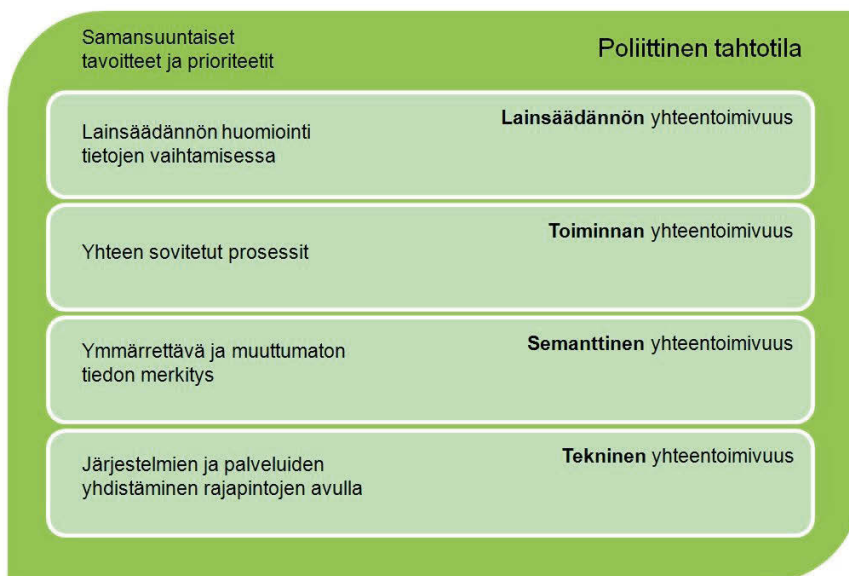 Samansuuntaiset
tavoitteet ja prioriteetit
Poliittinen tahtotila
Lainsäädännön huomiointi
tietojen vaihtamisessa
Lainsäädännön yhteentoimivuus
Yhteen sovitetut prosessit
Toiminnan yhteentoimivuus
Ymmärrettävä ja muuttumaton
tiedon merkitys
Semanttinen yhteentoimivuus
Järjestelmien ja palveluiden
yhdistäminen rajapintojen avulla
Tekninen yhteentoimivuus